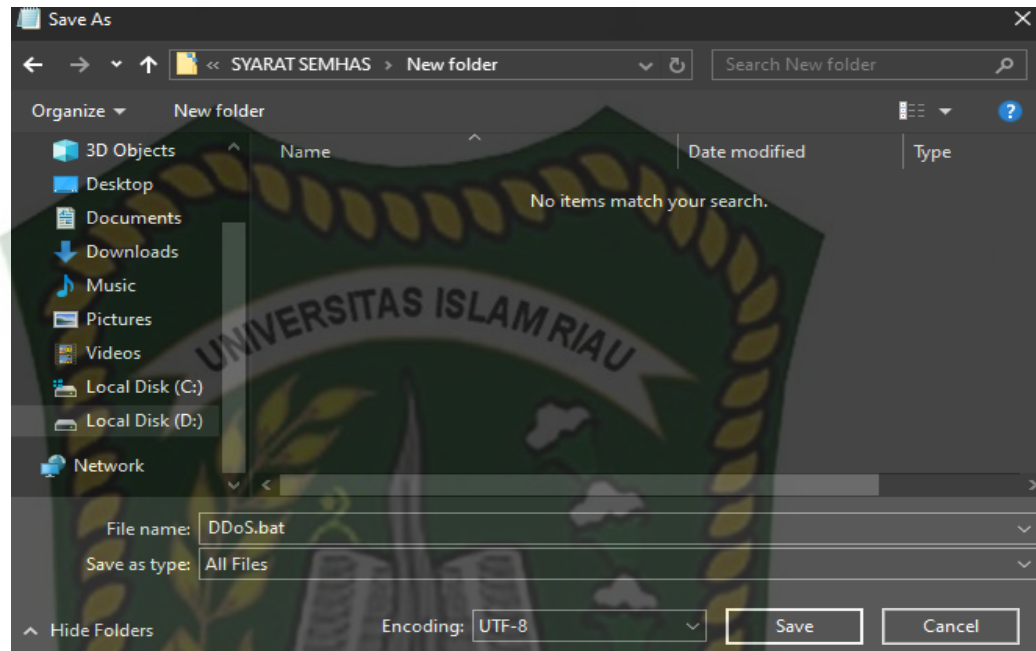 Save As
« SYARAT SEMHAS > New folder
Search New folder
Organize
New folder
3D Objects
Desktop
Documents
Downloads
Music
Pictures
Videos
Local Disk (C:)
Local Disk (D:)
Network
Name
Date modified
Type
No items match your search.
UNIVERSITAS ISLAM RIAU
File name: DDoS.bat
Save as type: All Files
Hide Folders
Encoding: UTF-8
Save
Cancel